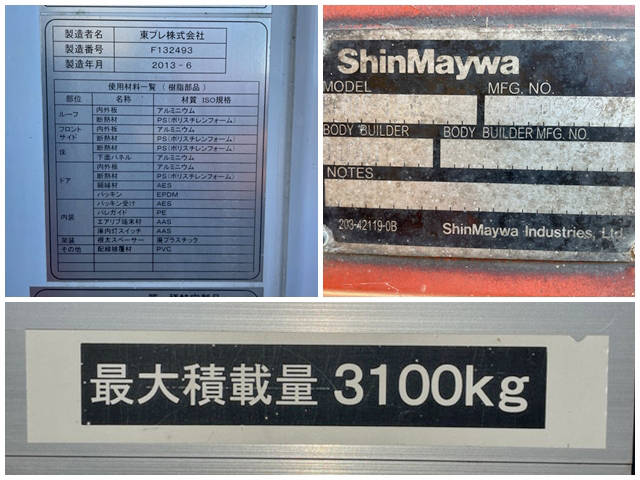 製造者名 東プレ株式会社
製造番号 F132493
製造年月 2013-6
使用材料一覧 (樹脂部品)
部位 名称 材質 ISO規格
ルーフ 内外板 アルミニウム
断熱材 PS(ポリスチレンフォーム)
フロント サイド 内外板 アルミニウム
断熱材 PS(ポリスチレンフォーム)
床 断熱材 PS(ポリスチレンフォーム)
下面パネル アルミニウム
ドア 内外板 アルミニウム
断熱材 PS(ポリスチレンフォーム)
額縁材 AES
パッキン EPDM
内装 パッキン受け AES
パレガイド PE
エアリブ端末材 AAS
庫内灯スイッチ AAS
架装 根太スペーサー 廃プラスチック
その他 配線被覆材 PVC
ShinMaywa
MODEL MFG. NO.
BODY BUILDER BODY BUILDER MFG. NO.
NOTES
203-42119-0B ShinMaywa Industries, Ltd.
最大積載量 3100kg